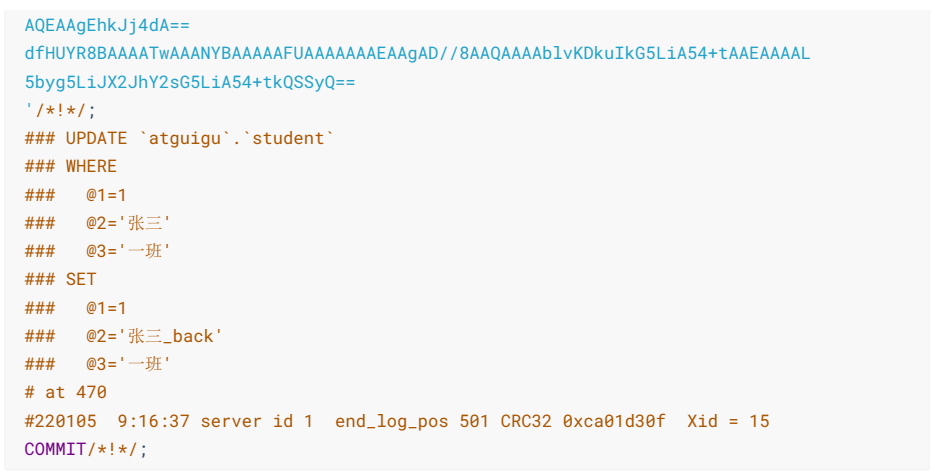 AQEAAgEhkJj4dA==
dfHUYR8BAAAATwAAANYBAAAAAFUAAAAAAAEAAgAD//8AAQAAAAblvKDkuIkG5LiA54+tAAEAAAAL
5byg5LiJX2JhY2sG5LiA54+tkQSSyQ==
'/*!*/;
### UPDATE `atguigu`.`student`
### WHERE
###   @1=1
###   @2='张三'
###   @3='一班'
### SET
###   @1=1
###   @2='张三_back'
###   @3='一班'
# at 470
#220105  9:16:37 server id 1  end_log_pos 501 CRC32 0xca01d30f  Xid = 15
COMMIT/*!*/;